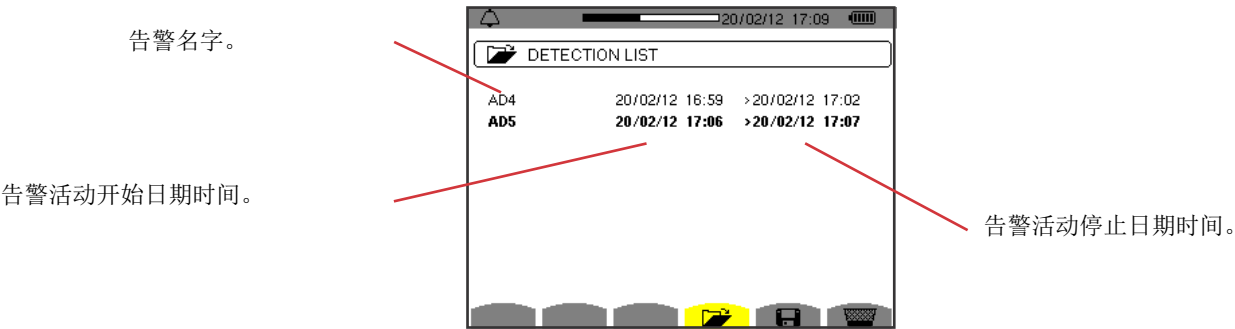 20/02/12 17:09
告警名字。
DETECTION LIST
AD4 20/02/12 16:59 >20/02/12 17:02
AD5 20/02/12 17:06 >20/02/12 17:07
告警活动开始日期时间。
告警活动停止日期时间。